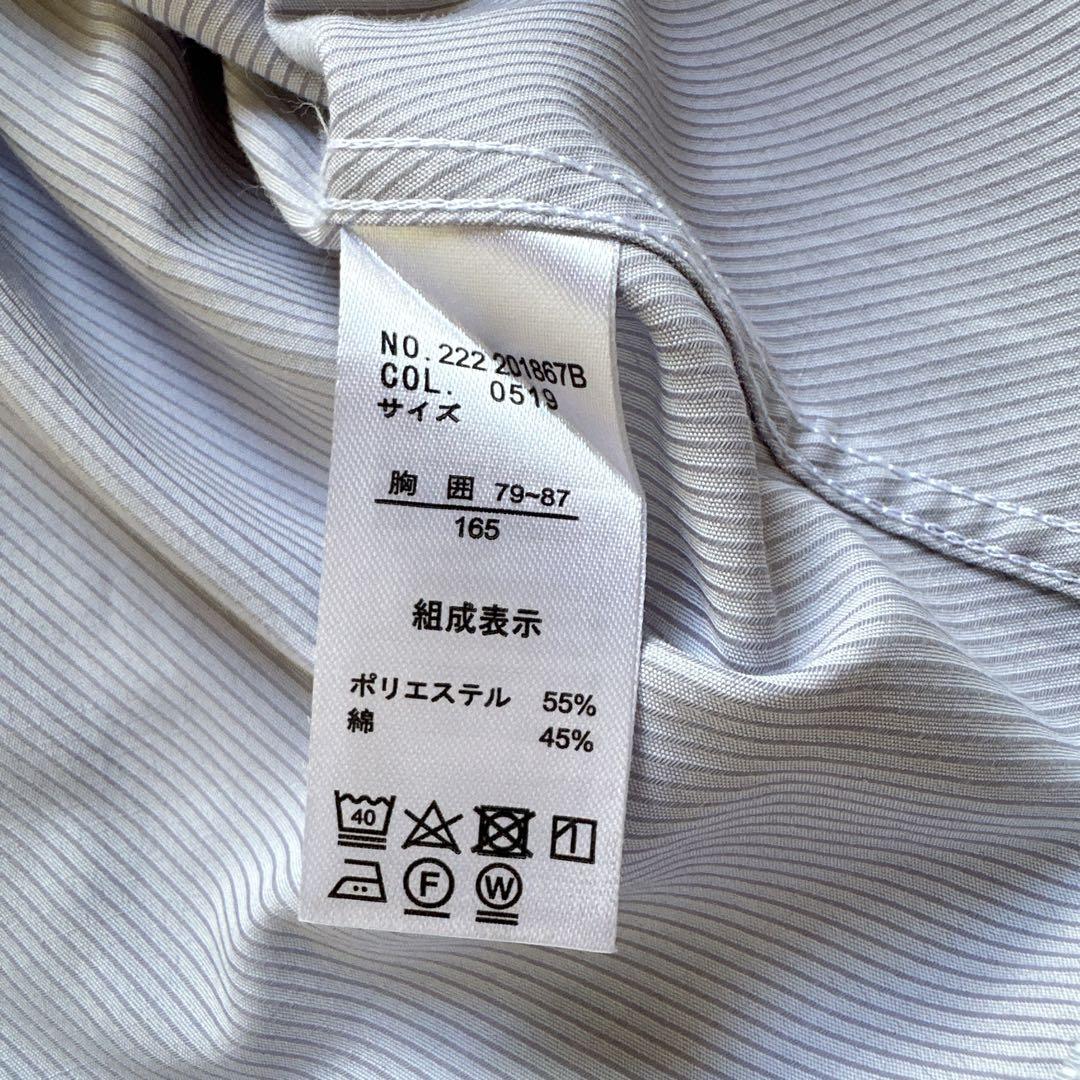 NO. 222 201867B
COL. 0519
サイズ
胸 囲 79~87
165
組成表示
ポリエステル 55%
綿 45%
40
F W